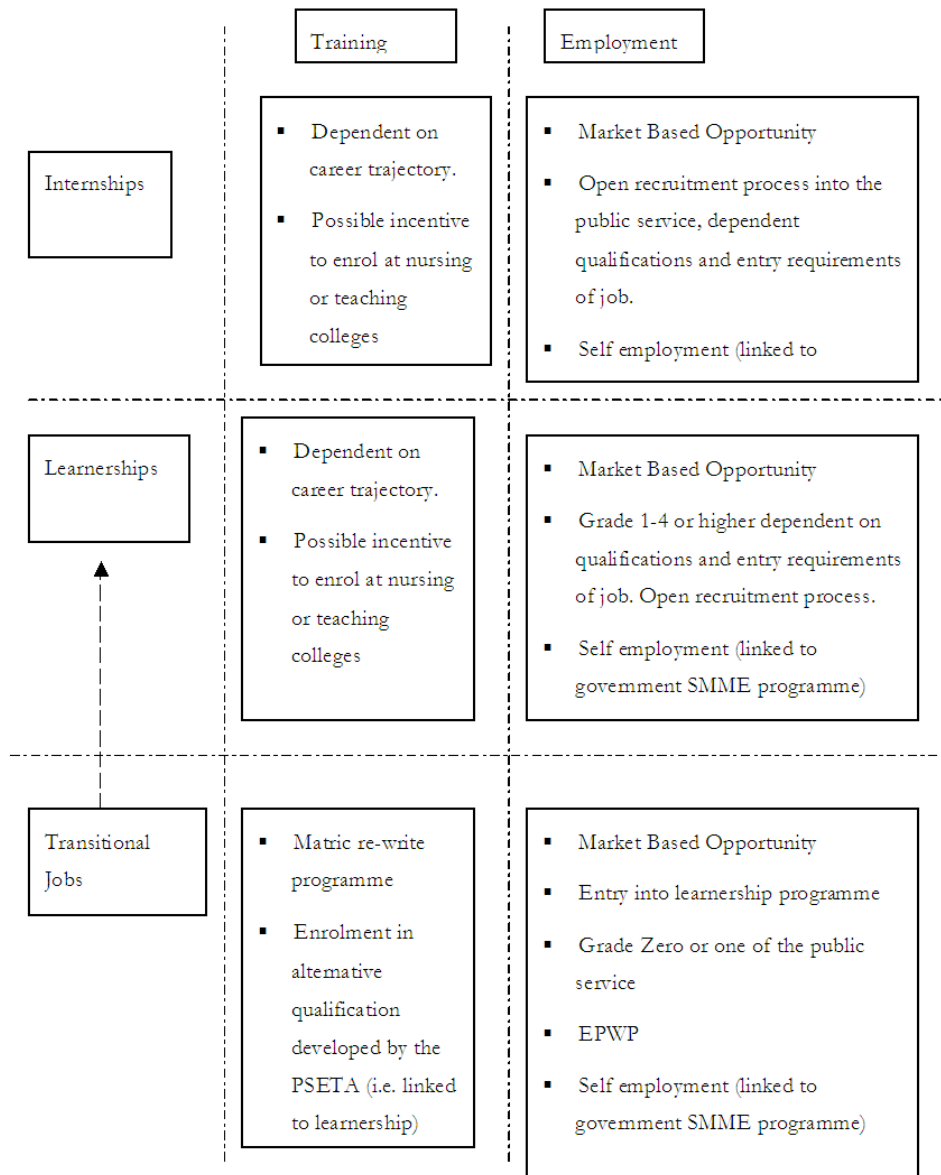 Training
Employment
Internships
▪ Dependent on
career trajectory.
▪ Possible incentive
to enrol at nursing
or teaching
colleges
▪ Market Based Opportunity
▪ Open recruitment process into the
public service, dependent
qualifications and entry requirements
of job.
▪ Self employment (linked to
Learnerships
▪ Dependent on
career trajectory.
▪ Possible incentive
to enrol at nursing
or teaching
colleges
▪ Market Based Opportunity
▪ Grade 1-4 or higher dependent on
qualifications and entry requirements
of job. Open recruitment process.
▪ Self employment (linked to
government SMME programme)
Transitional
Jobs
▪ Matric re-write
programme
▪ Enrolment in
alternative
qualification
developed by the
PSETA (i.e. linked
to learnership)
▪ Market Based Opportunity
▪ Entry into learnership programme
▪ Grade Zero or one of the public
service
▪ EPWP
▪ Self employment (linked to
government SMME programme)